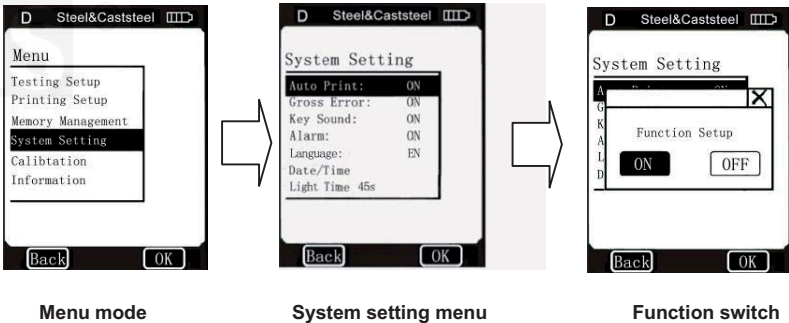 D Steel&Caststeel
Menu
Testing Setup
Printing Setup
Memory Management
System Setting
Calibtation
Information
Back OK
Menu mode
D Steel&Caststeel
System Setting
Auto Print: ON
Gross Error: ON
Key Sound: ON
Alarm: ON
Language: EN
Date/Time
Light Time 45s
Back OK
System setting menu
D Steel&Caststeel
System Setting
A
G
K
A
L
D
Function Setup
ON OFF
Back OK
Function switch